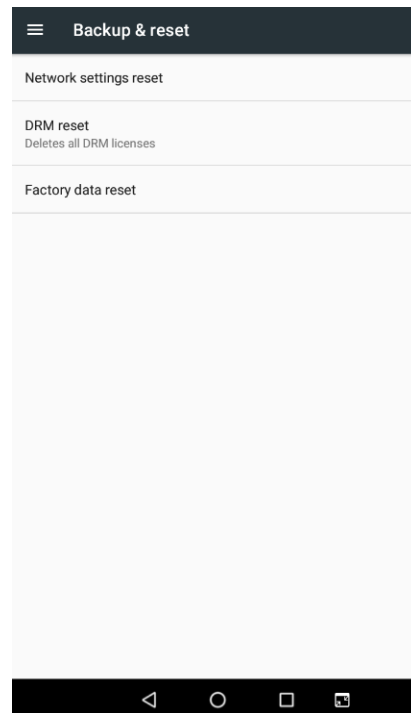 Backup & reset
Network settings reset
DRM reset
Deletes all DRM licenses
Factory data reset